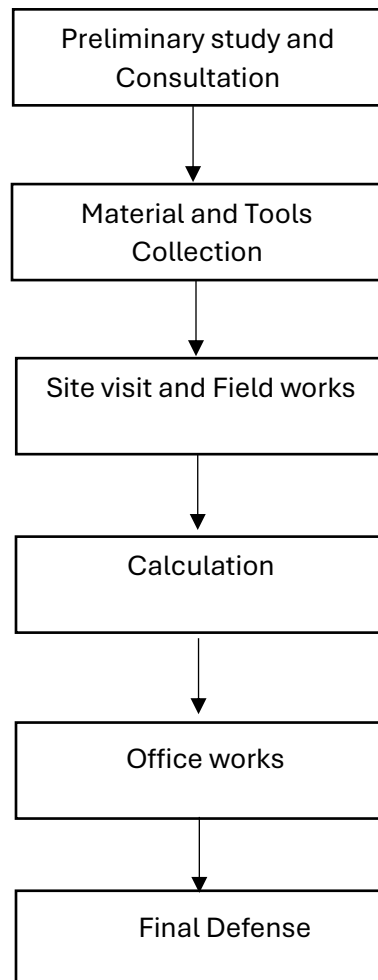 Preliminary study and
Consultation
Material and Tools
Collection
Site visit and Field works
Calculation
Office works
Final Defense